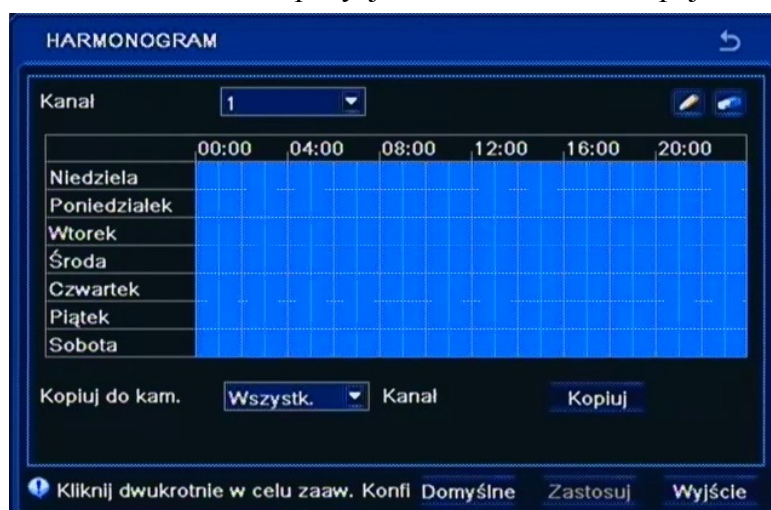 HARMONOGRAM
Kanał 1
00:00 04:00 08:00 12:00 16:00 20:00
Niedziela
Poniedziałek
Wtorek
Środa
Czwartek
Piątek
Sobota
Kopiuj do kam. Wszystk. Kanał Kopiuj
Kliknij dwukrotnie w celu zaaw. Konfi Domyślne Zastosuj Wyjście